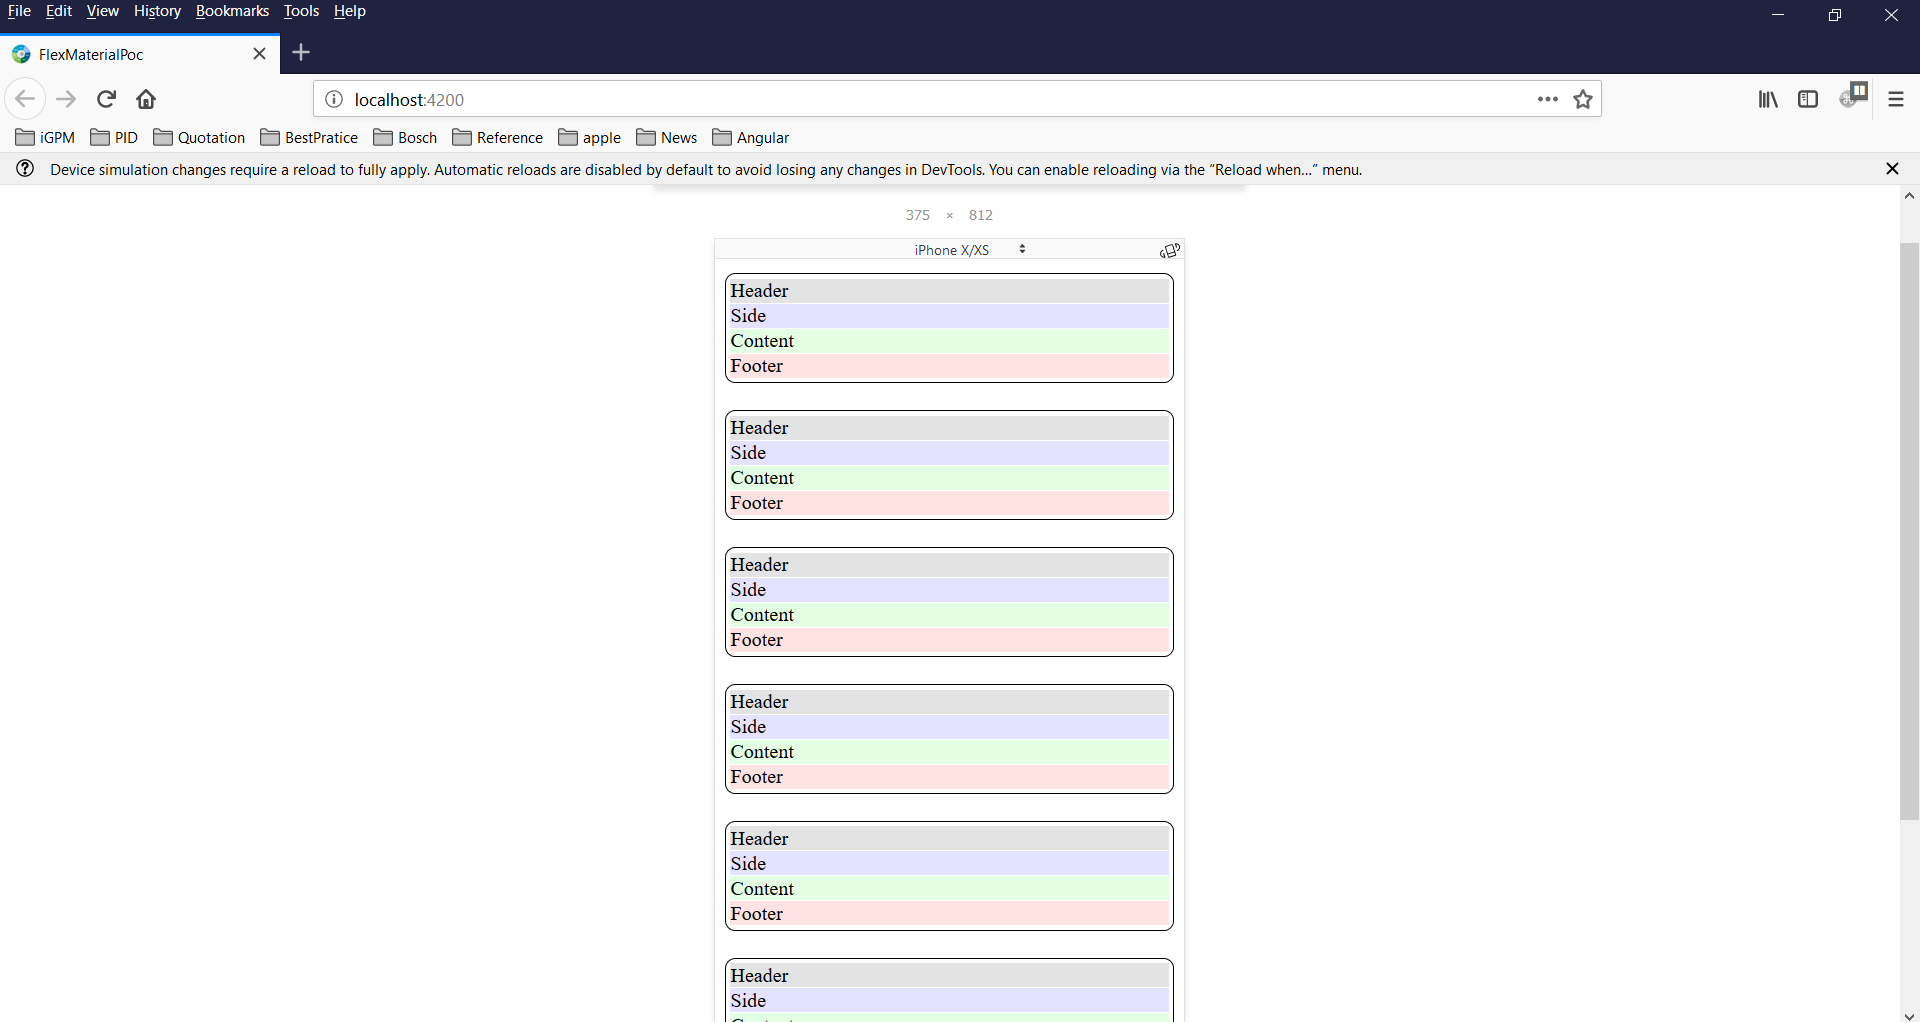 File Edit View History Bookmarks Tools Help
FlexMaterialPoc
localhost:4200
iGPM PID Quotation BestPratice Bosch Reference apple News Angular
Device simulation changes require a reload to fully apply. Automatic reloads are disabled by default to avoid losing any changes in DevTools. You can enable reloading via the “Reload when...” menu.
375 × 812
iPhone X/XS
Header
Side
Content
Footer
Header
Side
Content
Footer
Header
Side
Content
Footer
Header
Side
Content
Footer
Header
Side
Content
Footer
Header
Side